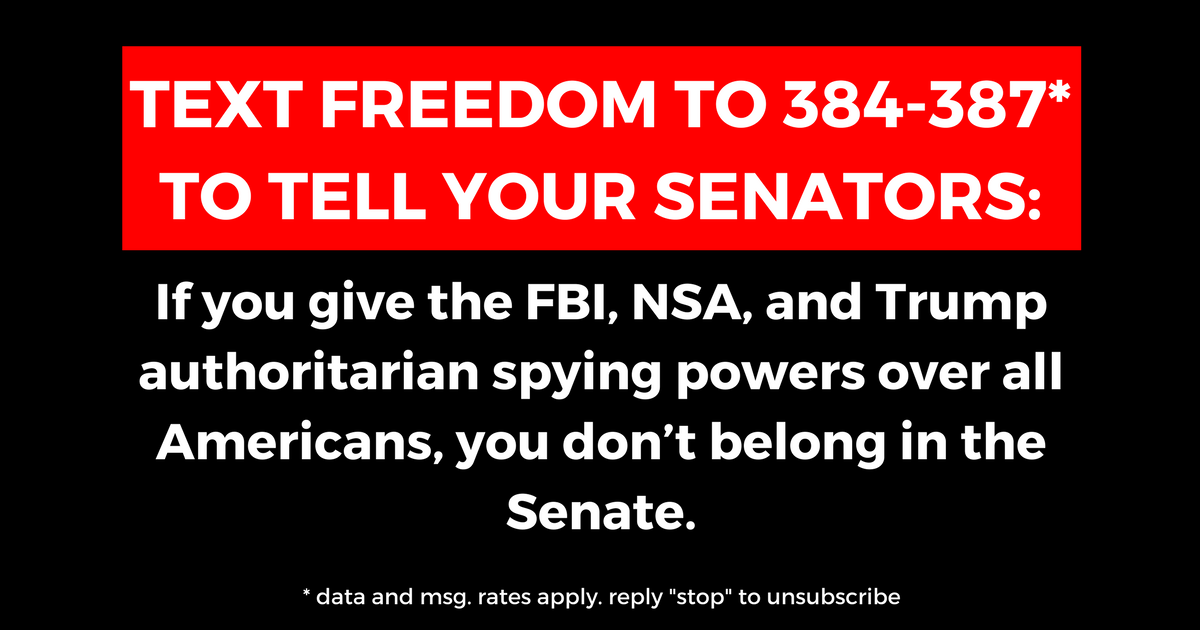 TEXT FREEDOM TO 384-387*
TO TELL YOUR SENATORS:
If you give the FBI, NSA, and Trump
authoritarian spying powers over all
Americans, you don’t belong in the
Senate.
* data and msg. rates apply. reply "stop" to unsubscribe